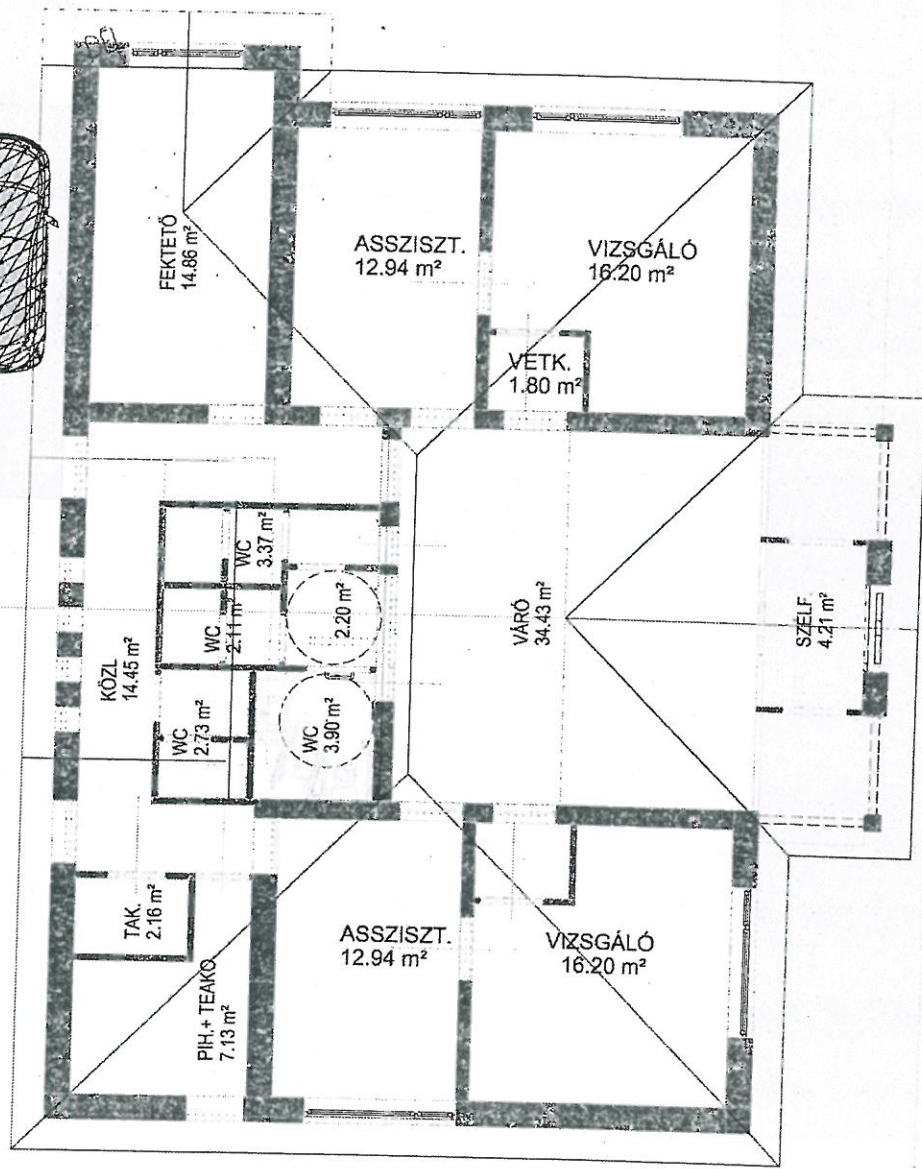 FEKTETŐ
14.86 m²
ASSZISZT.
12.94 m²
VIZSGÁLÓ
16.20 m²
VETK.
1.80 m²
KÖZL
14.45 m²
WC
3.37 m²
WC
2.11 m²
2.20 m²
WC
2.73 m²
WC
3.90 m²
VÁRÓ
34.43 m²
SZÉLF.
4.21 m²
TAK.
2.16 m²
PIH.+ TEAKO
7.13 m²
ASSZISZT.
12.94 m²
VIZSGÁLÓ
16.20 m²